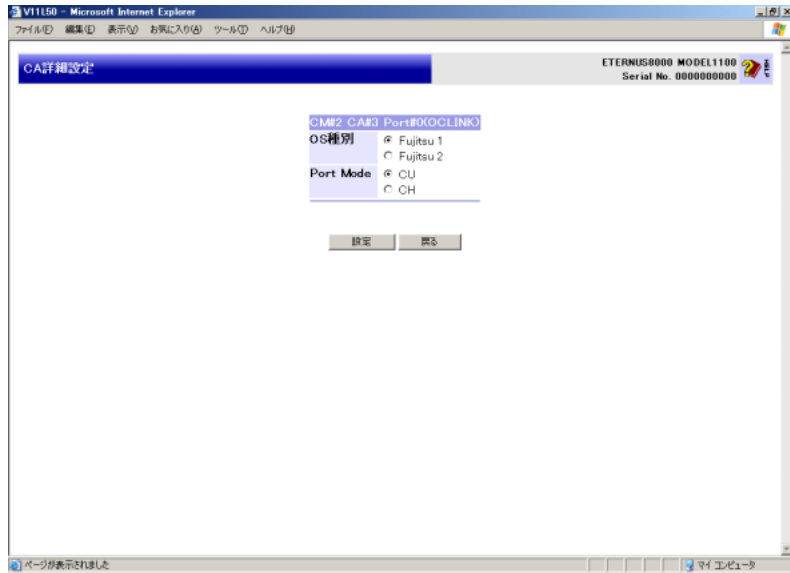 V11L50 - Microsoft Internet Explorer
ファイル(F) 編集(E) 表示(V) お気に入り(A) ツール(T) ヘルプ(H)
CA詳細設定
ETERNUS8000 MODEL1100
Serial No. 0000000000
HELP
CM#2 CA#3 Port#0(OCLINK)
OS種別
Fujitsu 1
Fujitsu 2
Port Mode
CU
CH
設定 戻る
ページが表示されました
マイ コンピュータ